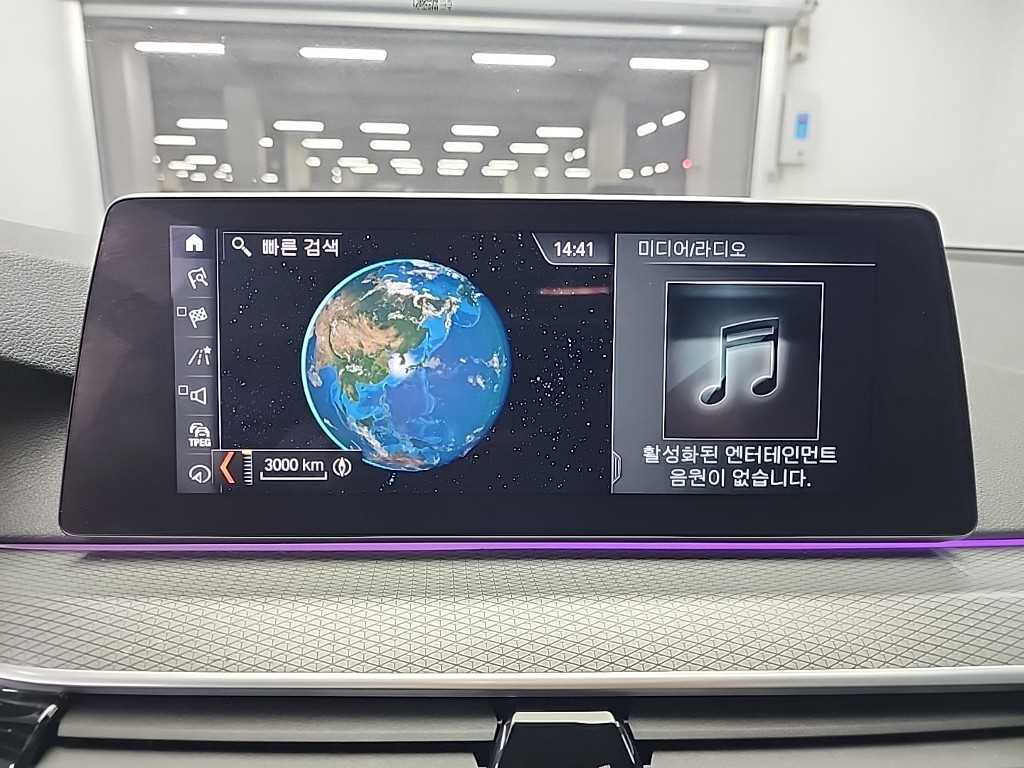 빠른 검색
14:41
미디어/라디오
TPEG
3000 km
활성화된 엔터테인먼트
음원이 없습니다.